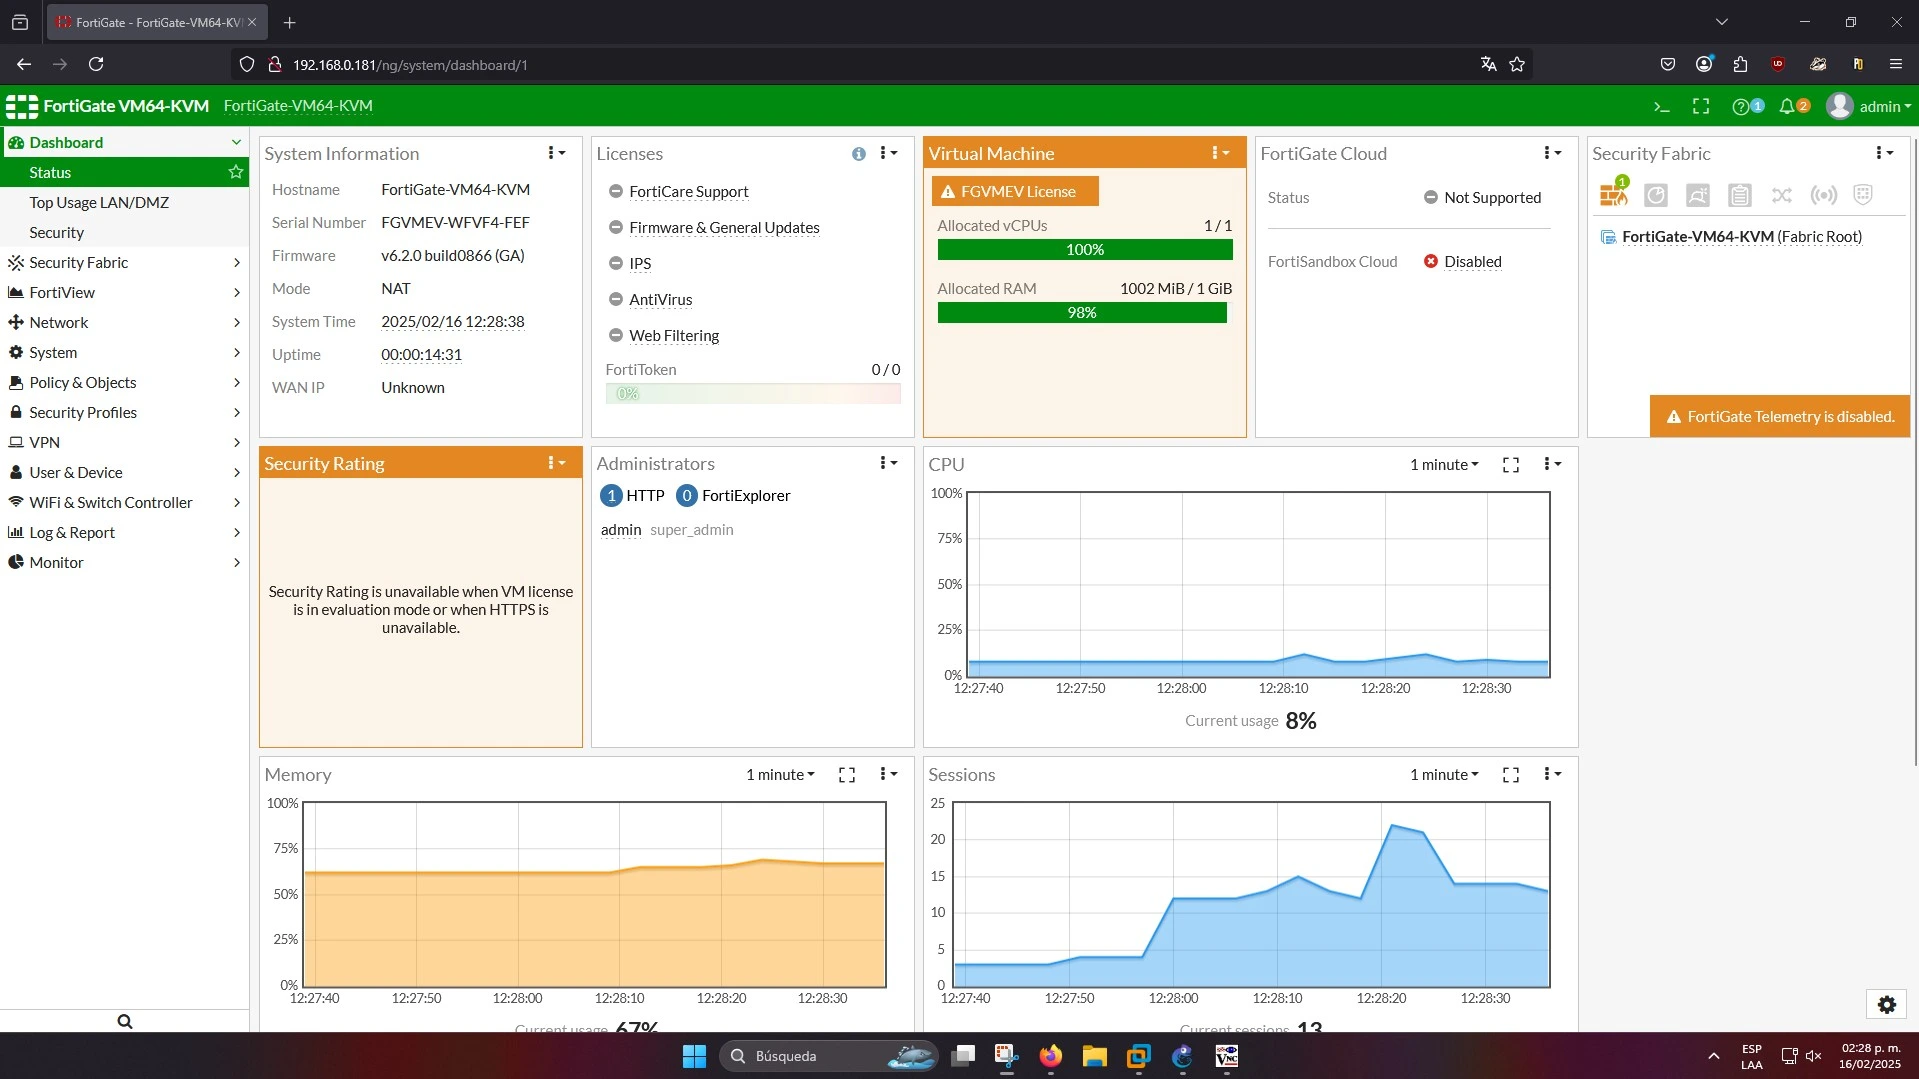 FortiGate - FortiGate-VM64-KV
192.168.0.181/ng/system/dashboard/1
FortiGate VM64-KVM
FortiGate-VM64-KVM
1
2
admin
Dashboard
Status
Top Usage LAN/DMZ
Security
Security Fabric
FortiView
Network
System
Policy & Objects
Security Profiles
VPN
User & Device
WiFi & Switch Controller
Log & Report
Monitor
System Information
Hostname FortiGate-VM64-KVM
Serial Number FGVMEV-WFVF4-FEF
Firmware v6.2.0 build0866 (GA)
Mode NAT
System Time 2025/02/16 12:28:38
Uptime 00:00:14:31
WAN IP Unknown
Licenses
FortiCare Support
Firmware & General Updates
IPS
AntiVirus
Web Filtering
FortiToken 0 / 0
0%
Virtual Machine
FGVMEV License
Allocated vCPUs 1 / 1
100%
Allocated RAM 1002 MiB / 1 GiB
98%
FortiGate Cloud
Status Not Supported
FortiSandbox Cloud Disabled
Security Fabric
1
FortiGate-VM64-KVM (Fabric Root)
FortiGate Telemetry is disabled.
Security Rating
Security Rating is unavailable when VM license
is in evaluation mode or when HTTPS is
unavailable.
Administrators
1 HTTP 0 FortiExplorer
admin super_admin
CPU
1 minute
100%
75%
50%
25%
0%
12:27:40 12:27:50 12:28:00 12:28:10 12:28:20 12:28:30
Current usage 8%
Memory
1 minute
100%
75%
50%
25%
0%
12:27:40 12:27:50 12:28:00 12:28:10 12:28:20 12:28:30
Current usage 67%
Sessions
1 minute
25
20
15
10
5
0
12:27:40 12:27:50 12:28:00 12:28:10 12:28:20 12:28:30
Current sessions 13
Búsqueda
ESP
LAA
02:28 p. m.
16/02/2025